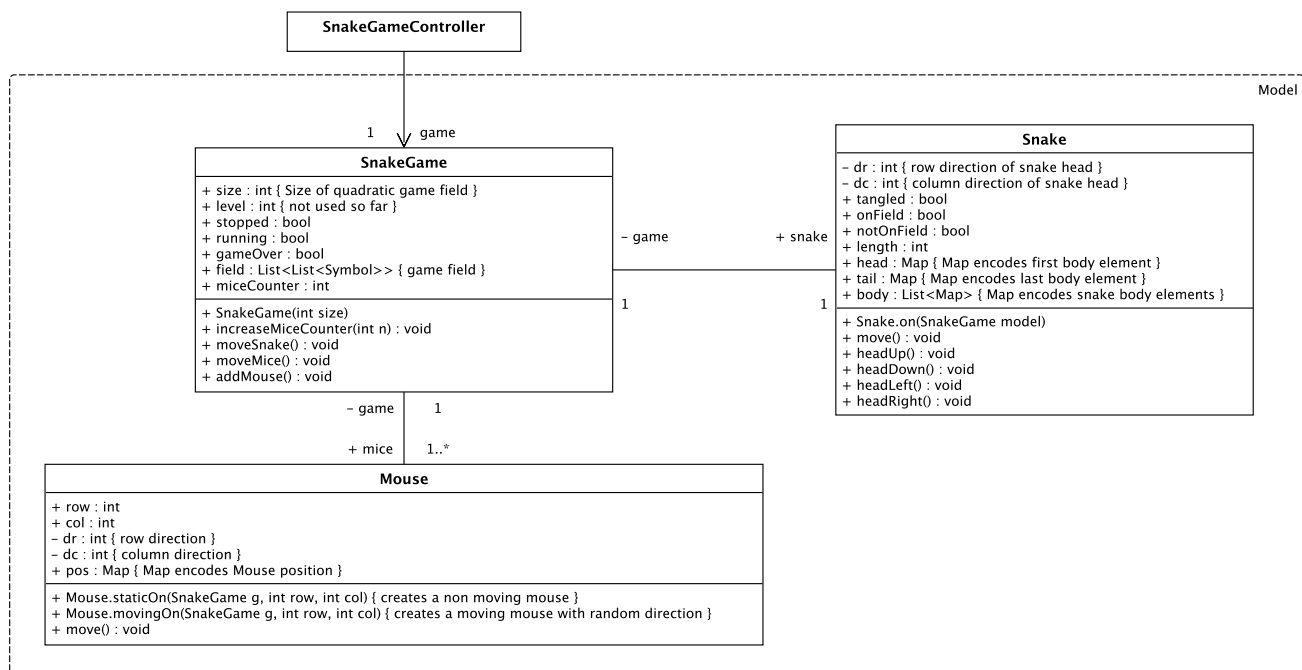 SnakeGameController
Model
1 game
SnakeGame
+ size : int { Size of quadratic game field }
+ level : int { not used so far }
+ stopped : bool
+ running : bool
+ gameOver : bool
+ field : List<List<Symbol>> { game field }
+ miceCounter : int
+ SnakeGame(int size)
+ increaseMiceCounter(int n) : void
+ moveSnake() : void
+ moveMice() : void
+ addMouse() : void
– game
+ snake
1
1
Snake
– dr : int { row direction of snake head }
– dc : int { column direction of snake head }
+ tangled : bool
+ onField : bool
+ notOnField : bool
+ length : int
+ head : Map { Map encodes first body element }
+ tail : Map { Map encodes last body element }
+ body : List<Map> { Map encodes snake body elements }
+ Snake.on(SnakeGame model)
+ move() : void
+ headUp() : void
+ headDown() : void
+ headLeft() : void
+ headRight() : void
– game 1
+ mice 1..*
Mouse
+ row : int
+ col : int
– dr : int { row direction }
– dc : int { column direction }
+ pos : Map { Map encodes Mouse position }
+ Mouse.staticOn(SnakeGame g, int row, int col) { creates a non moving mouse }
+ Mouse.movingOn(SnakeGame g, int row, int col) { creates a moving mouse with random direction }
+ move() : void